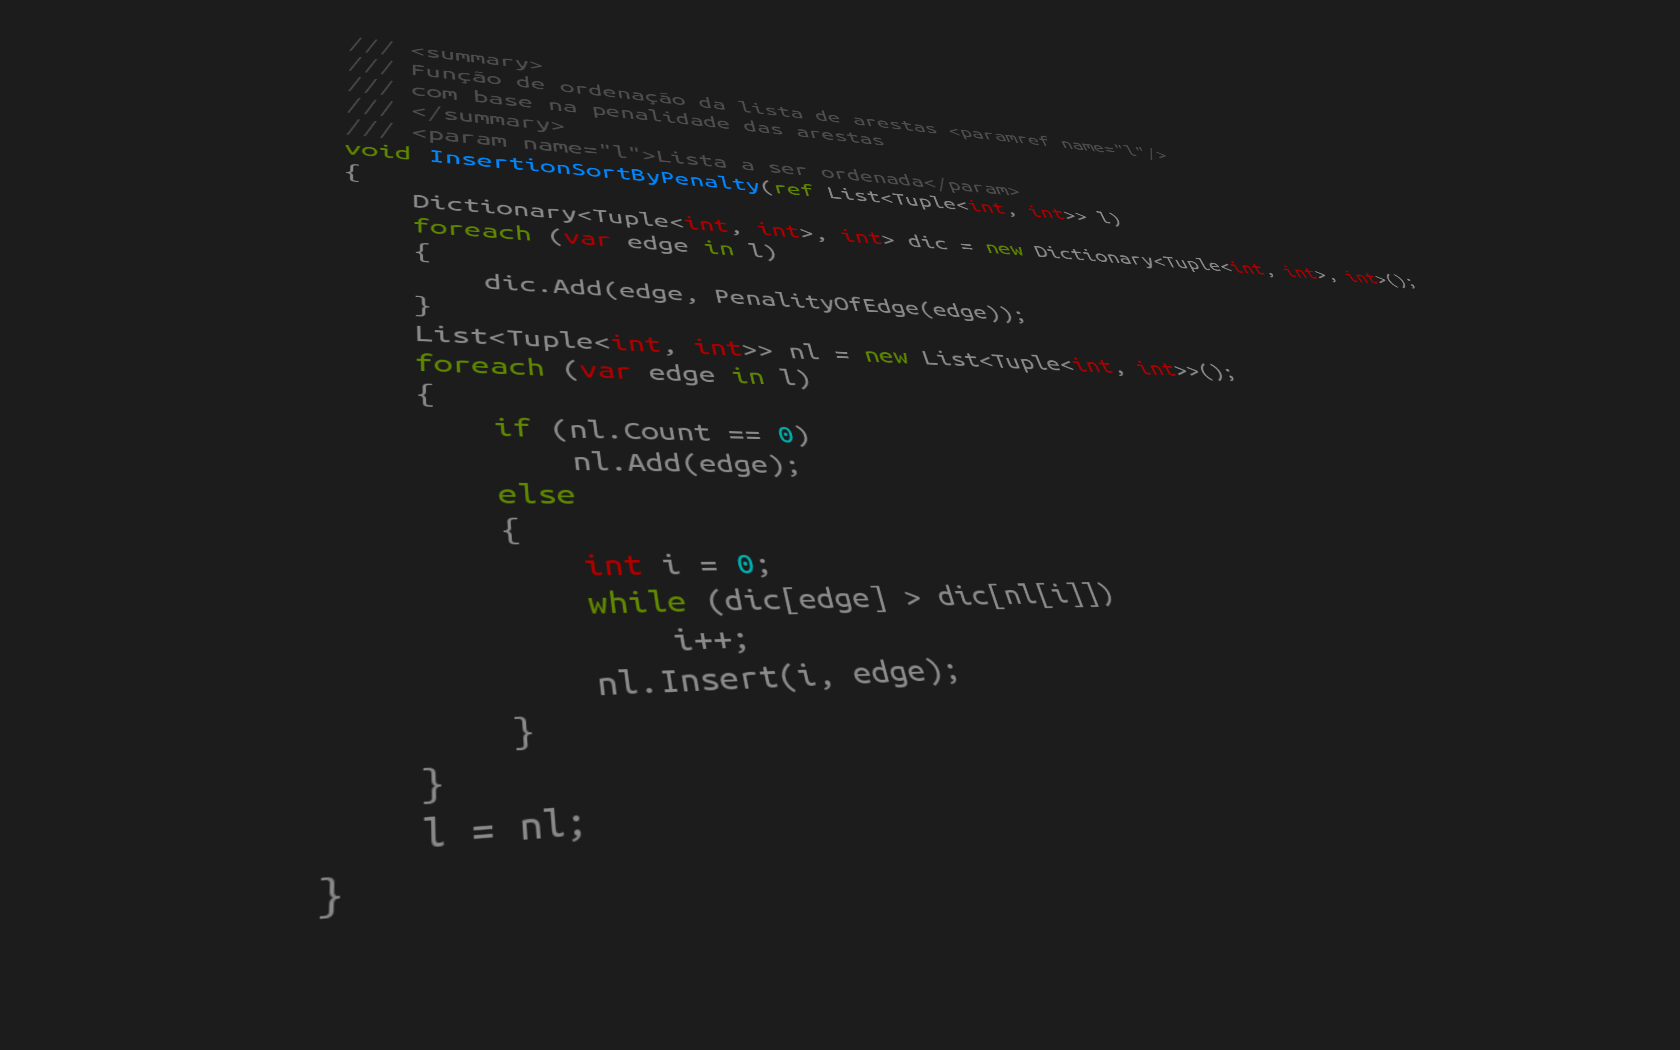 /// <summary>
/// Função de ordenação da lista de arestas <paramref name="l"/>
/// com base na penalidade das arestas
/// </summary>
/// <param name="l">Lista a ser ordenada</param>
void InsertionSortByPenalty(ref List<Tuple<int, int>> l)
{
    Dictionary<Tuple<int, int>, int> dic = new Dictionary<Tuple<int, int>, int>();
    foreach (var edge in l)
    {
        dic.Add(edge, PenalityOfEdge(edge));
    }
    List<Tuple<int, int>> nl = new List<Tuple<int, int>>();
    foreach (var edge in l)
    {
        if (nl.Count == 0)
            nl.Add(edge);
        else
        {
            int i = 0;
            while (dic[edge] > dic[nl[i]])
                i++;
            nl.Insert(i, edge);
        }
    }
    l = nl;
}